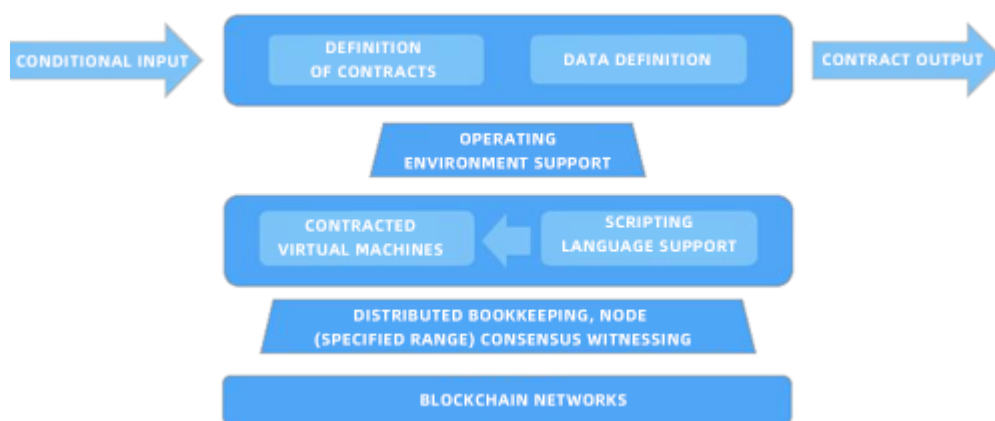 CONDITIONAL INPUT
DEFINITION
OF CONTRACTS
DATA DEFINITION
CONTRACT OUTPUT
OPERATING
ENVIRONMENT SUPPORT
CONTRACTED
VIRTUAL MACHINES
SCRIPTING
LANGUAGE SUPPORT
DISTRIBUTED BOOKKEEPING, NODE
(SPECIFIED RANGE) CONSENSUS WITNESSING
BLOCKCHAIN NETWORKS